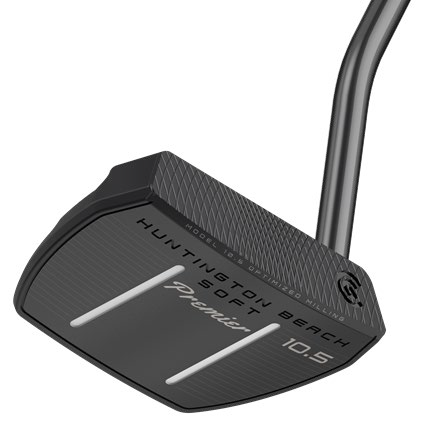 MODEL 10.5 OPTIMIZED MILLING
HUNTINGTON BEACH
SOFT
Premier
10.5